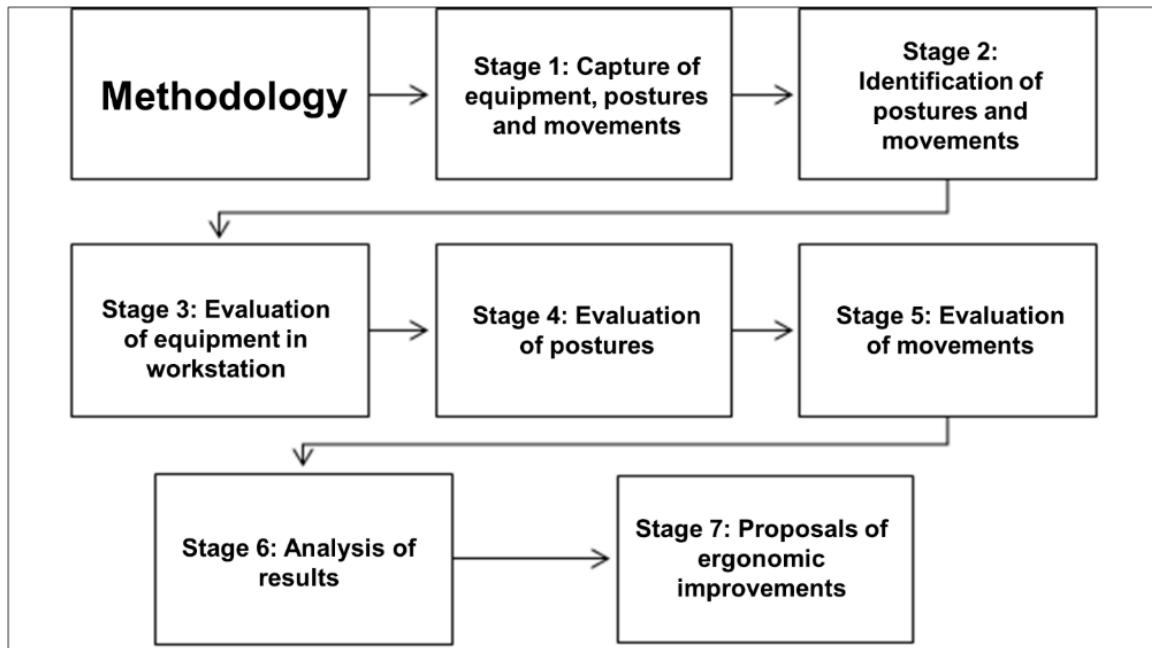 Methodology
Stage 1: Capture of
equipment, postures
and movements
Stage 2:
Identification of
postures and
movements
Stage 3: Evaluation
of equipment in
workstation
Stage 4: Evaluation
of postures
Stage 5: Evaluation
of movements
Stage 6: Analysis of
results
Stage 7: Proposals of
ergonomic
improvements